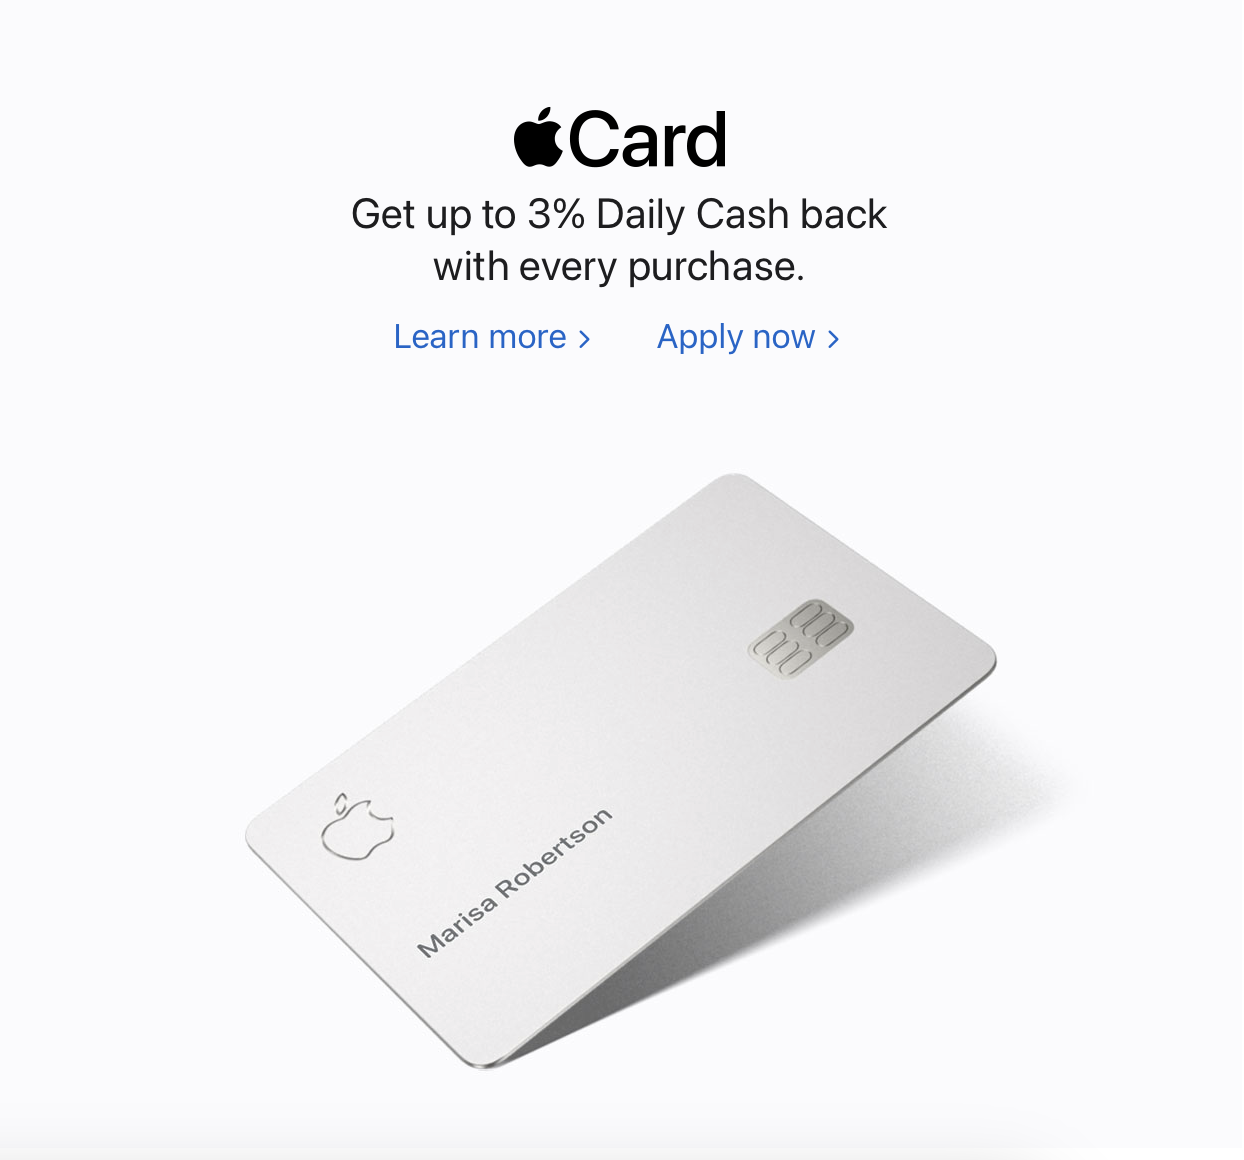 Card
Get up to 3% Daily Cash back
with every purchase.
Learn more >
Apply now >
Marisa Robertson